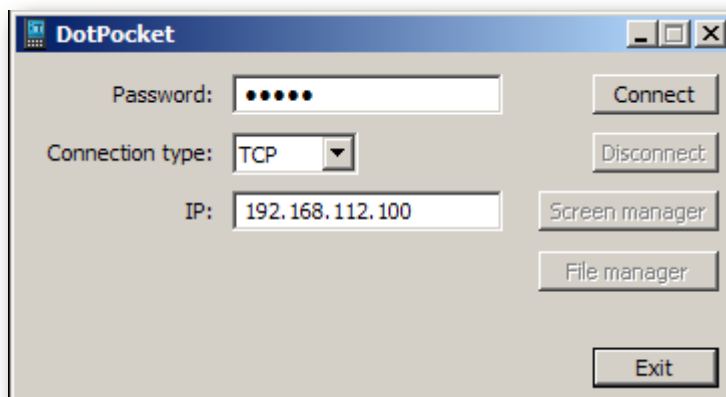 DotPocket
Password: ●●●●● Connect
Connection type: TCP Disconnect
IP: 192.168.112.100 Screen manager
File manager
Exit